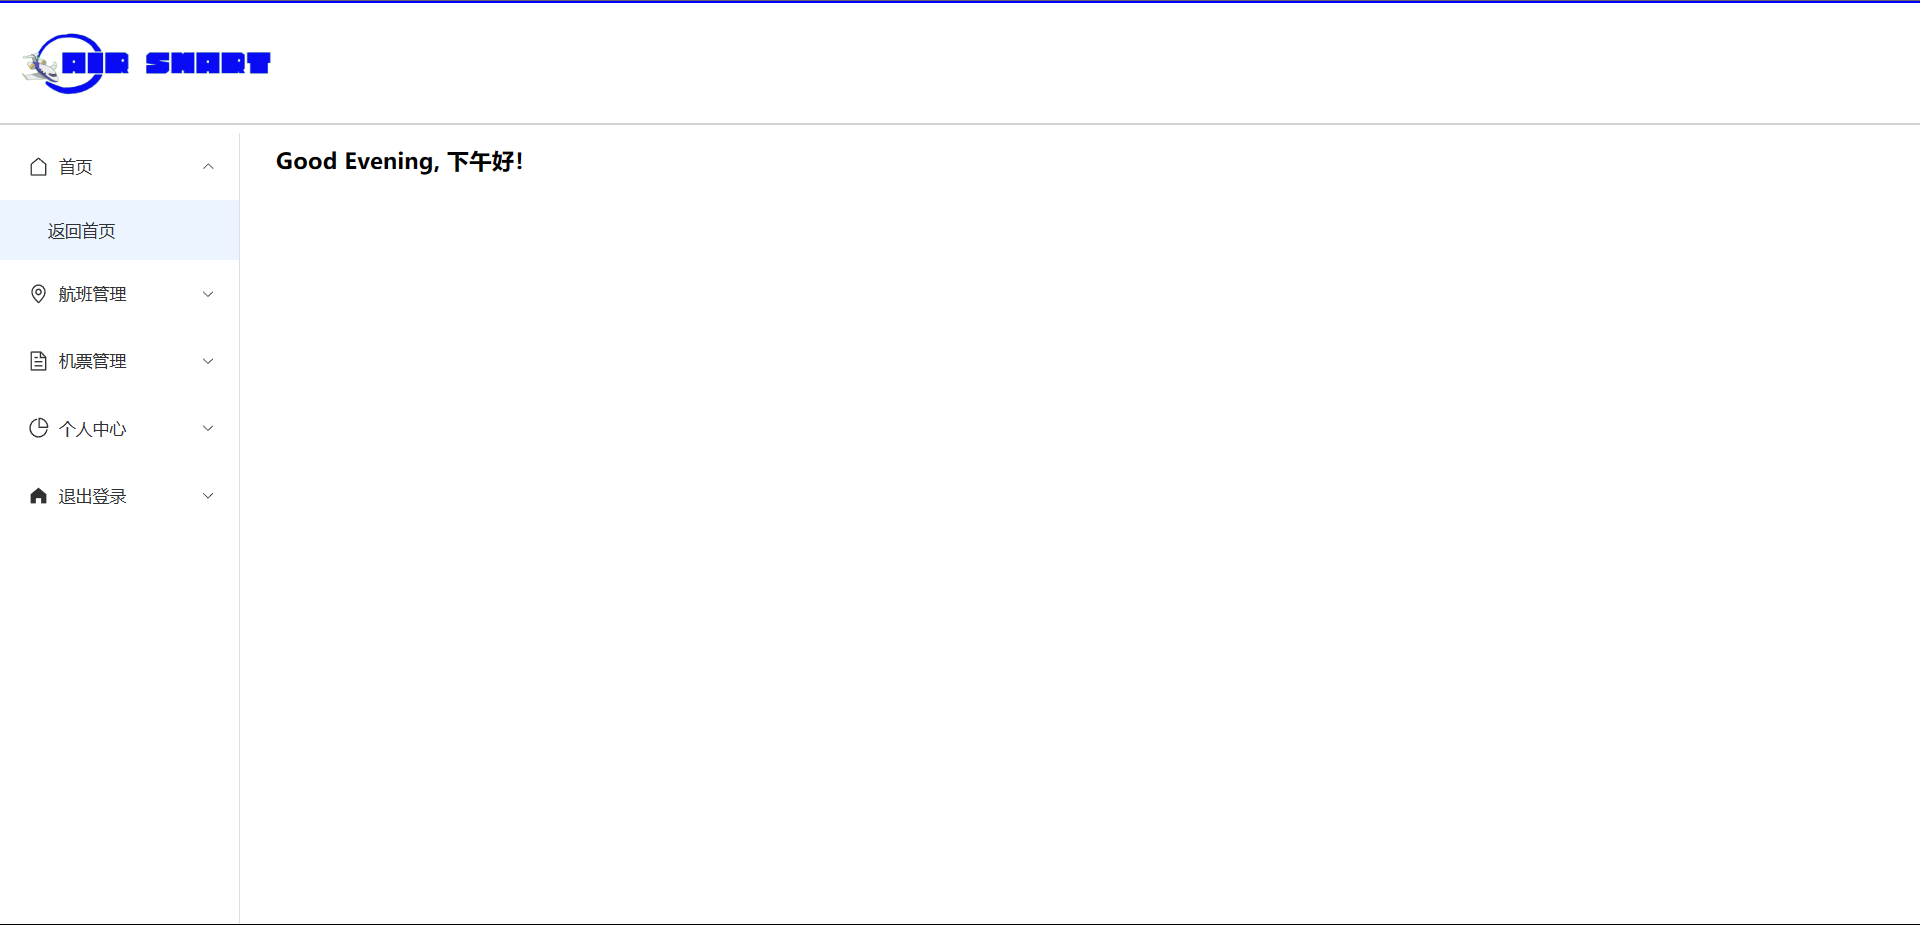 AIR SMART
首页
返回首页
航班管理
机票管理
个人中心
退出登录
Good Evening, 下午好!